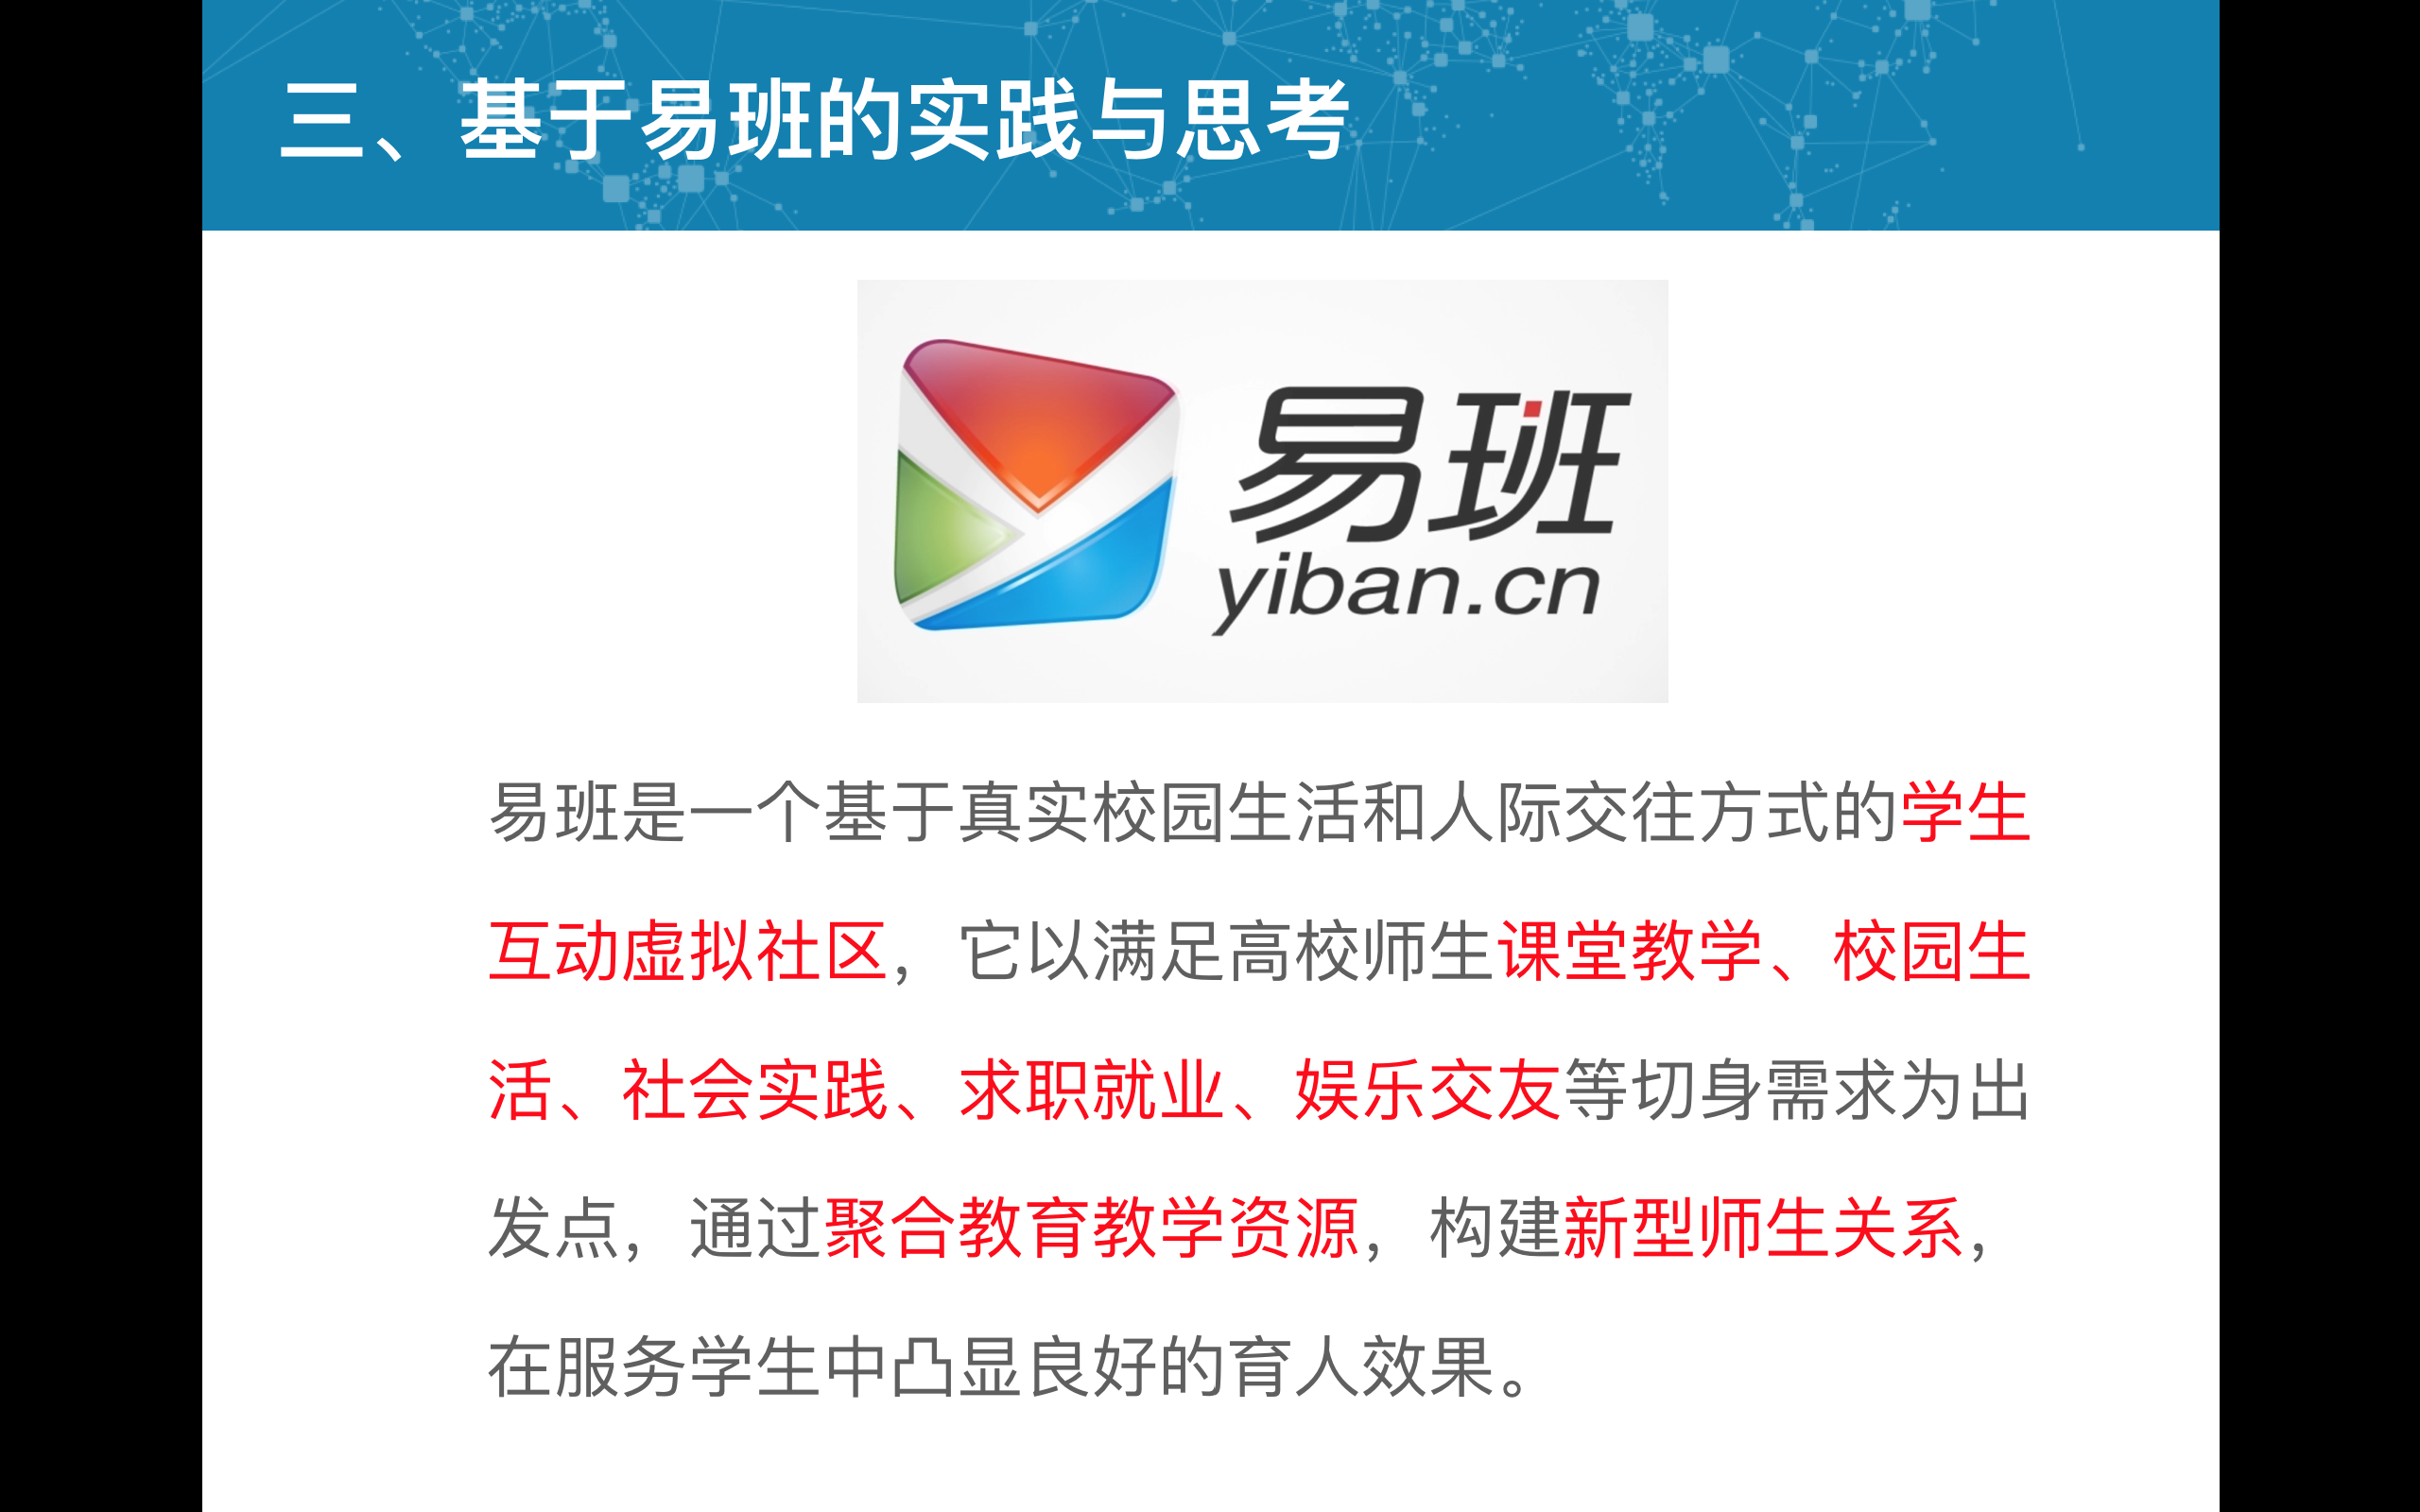 三、基于易班的实践与思考
易班
yiban.cn
易班是一个基于真实校园生活和人际交往方式的学生
互动虚拟社区，它以满足高校师生课堂教学、校园生
活、社会实践、求职就业、娱乐交友等切身需求为出
发点，通过聚合教育教学资源，构建新型师生关系，
在服务学生中凸显良好的育人效果。